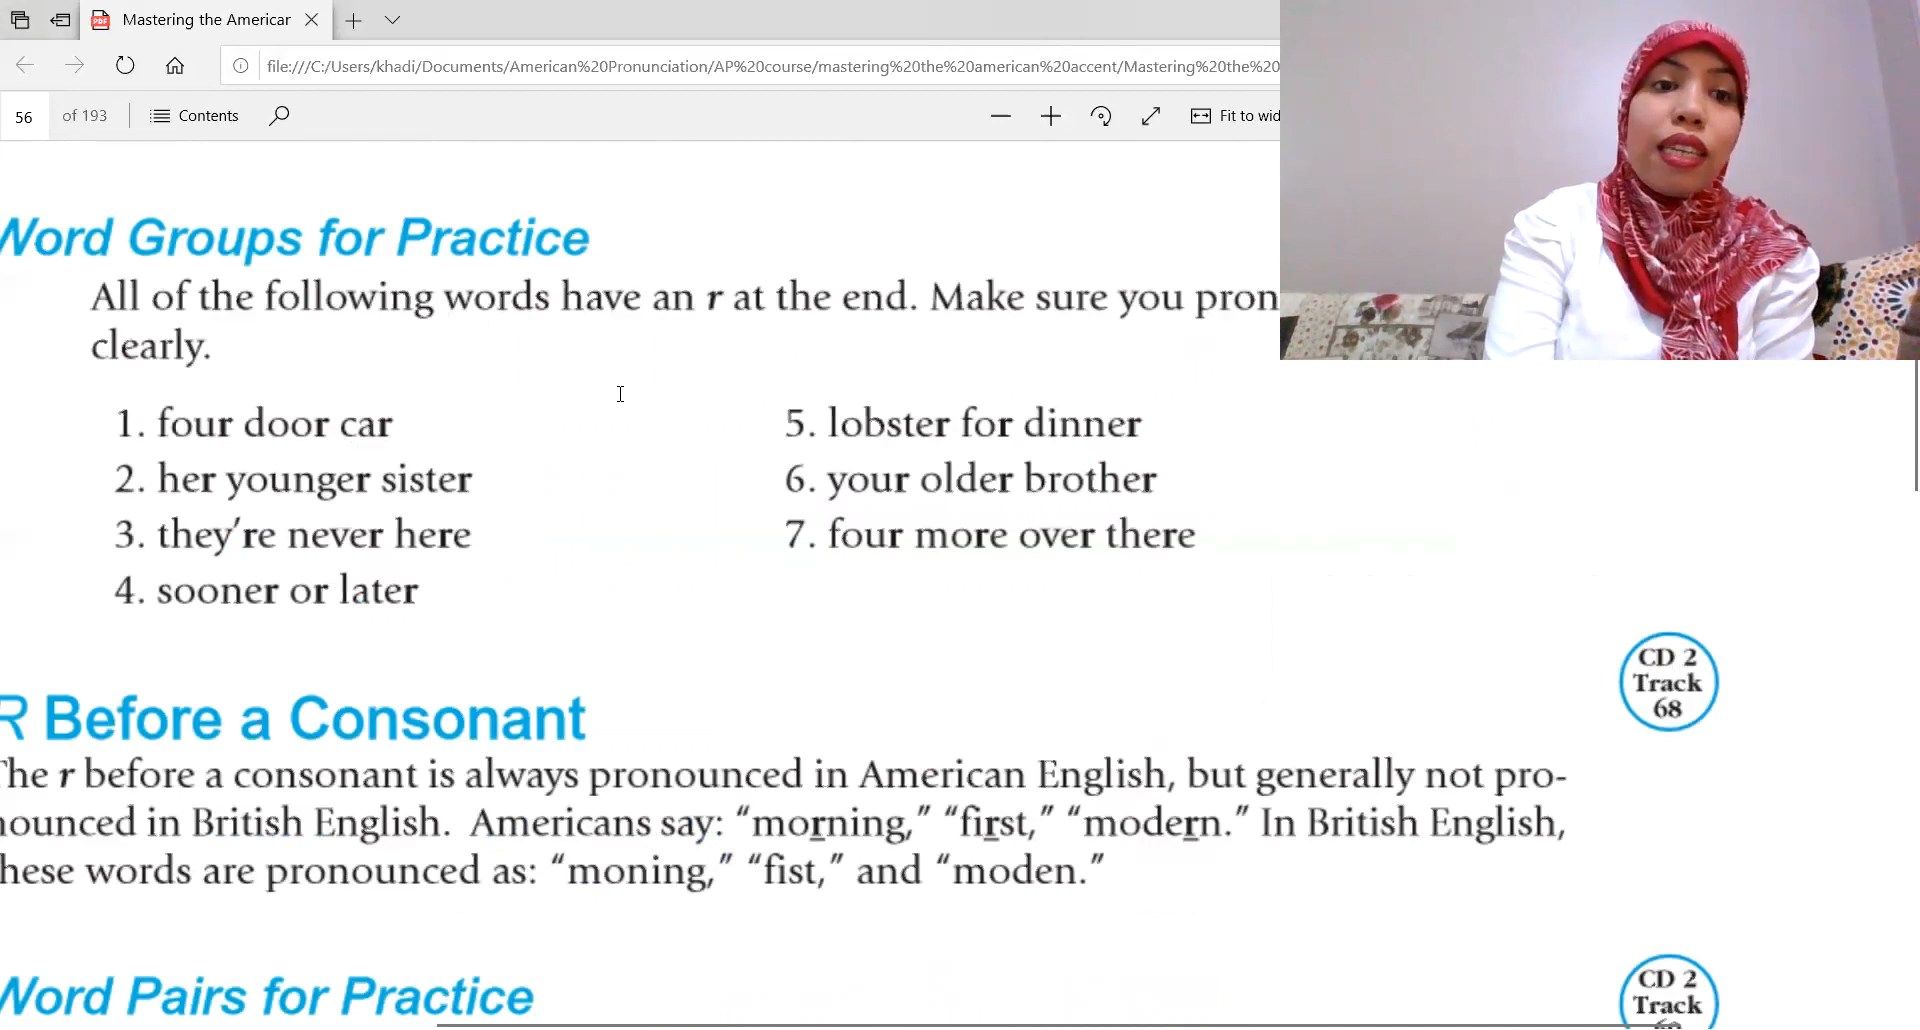 Mastering the Americar
file:///C:/Users/khadi/Documents/American%20Pronunciation/AP%20course/mastering%20the%20american%20accent/Mastering%20the%20
56 of 193 Contents Fit to wid
Word Groups for Practice
All of the following words have an r at the end. Make sure you pron
clearly.
1. four door car
2. her younger sister
3. they're never here
4. sooner or later
5. lobster for dinner
6. your older brother
7. four more over there
CD 2
Track
68
R Before a Consonant
The r before a consonant is always pronounced in American English, but generally not pro-
nounced in British English. Americans say: “morning,” “first,” “modern.” In British English,
these words are pronounced as: “moning,” “fist,” and “moden.”
Word Pairs for Practice
CD 2
Track